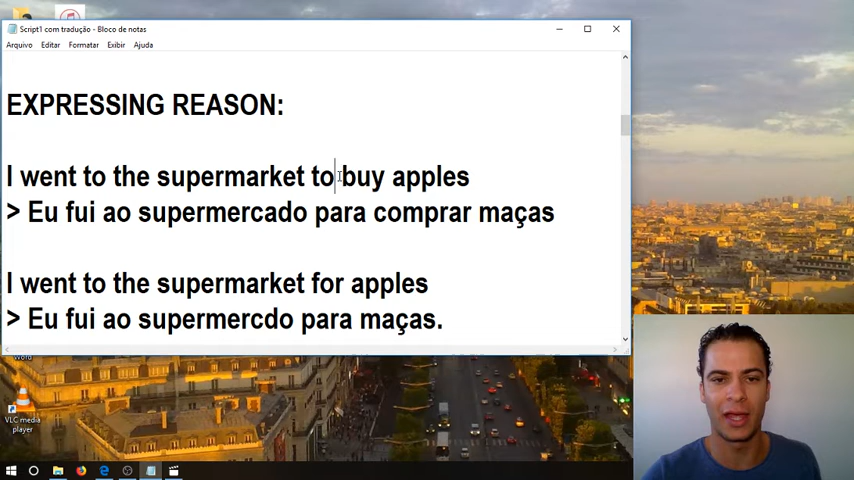 Script1 com tradução - Bloco de notas
Arquivo Editar Formatar Exibir Ajuda
EXPRESSING REASON:
I went to the supermarket to buy apples
> Eu fui ao supermercado para comprar maças
I went to the supermarket for apples
> Eu fui ao supermercdo para maças.
Word
VLC media
player